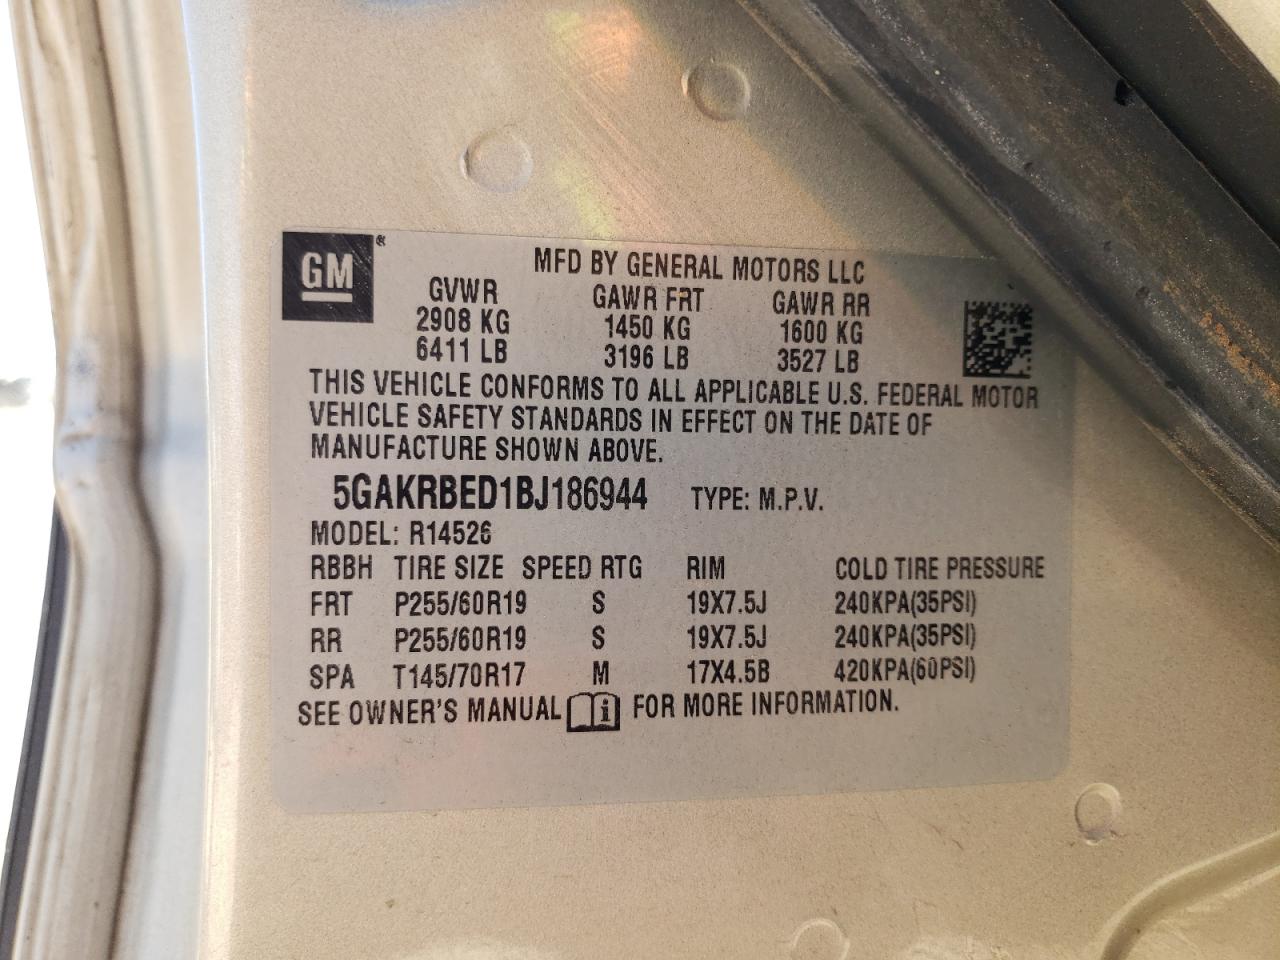 GM®
MFD BY GENERAL MOTORS LLC
GVWR GAWR FRT GAWR RR
2908 KG 1450 KG 1600 KG
6411 LB 3196 LB 3527 LB
THIS VEHICLE CONFORMS TO ALL APPLICABLE U.S. FEDERAL MOTOR
VEHICLE SAFETY STANDARDS IN EFFECT ON THE DATE OF
MANUFACTURE SHOWN ABOVE.
5GAKRBED1BJ186944 TYPE: M.P.V.
MODEL: R14526
RBBH TIRE SIZE SPEED RTG RIM COLD TIRE PRESSURE
FRT P255/60R19 S 19X7.5J 240KPA(35PSI)
RR P255/60R19 S 19X7.5J 240KPA(35PSI)
SPA T145/70R17 M 17X4.5B 420KPA(60PSI)
SEE OWNER'S MANUAL i FOR MORE INFORMATION.